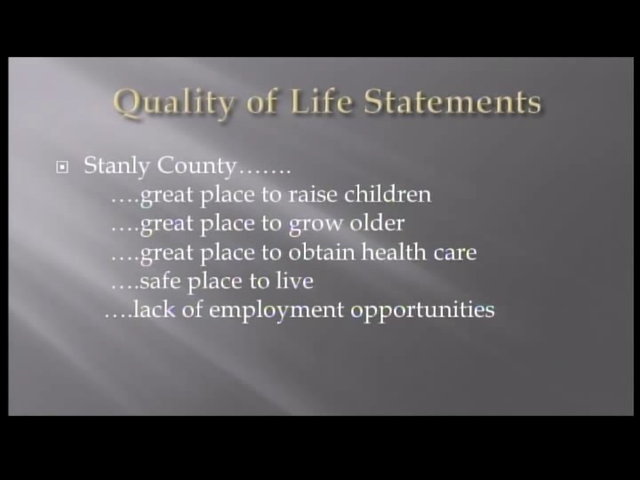 Quality of Life Statements
Stanly County…….
….great place to raise children
….great place to grow older
….great place to obtain health care
….safe place to live
….lack of employment opportunities